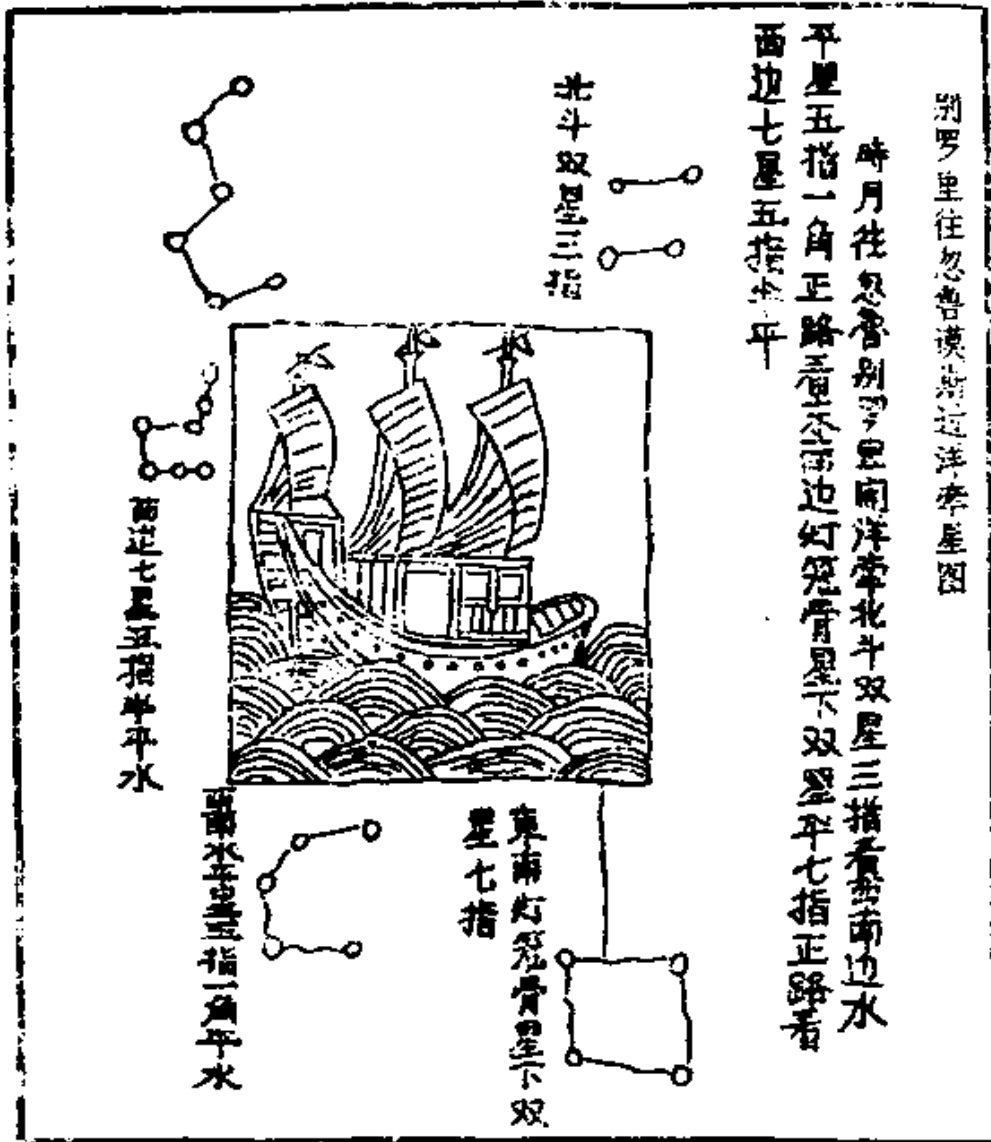 别罗里往忽鲁谟斯过洋牵星图
時月往忽鲁别罗里開洋牵北斗双星三指看西南边水
平星五指一角正路看东南边灯笼骨星下双星平七指正路看
西边七星五指半平
北斗双星三指
西边七星五指半平水
東南灯笼骨星下双
星七指
西南水平星五指一角平水